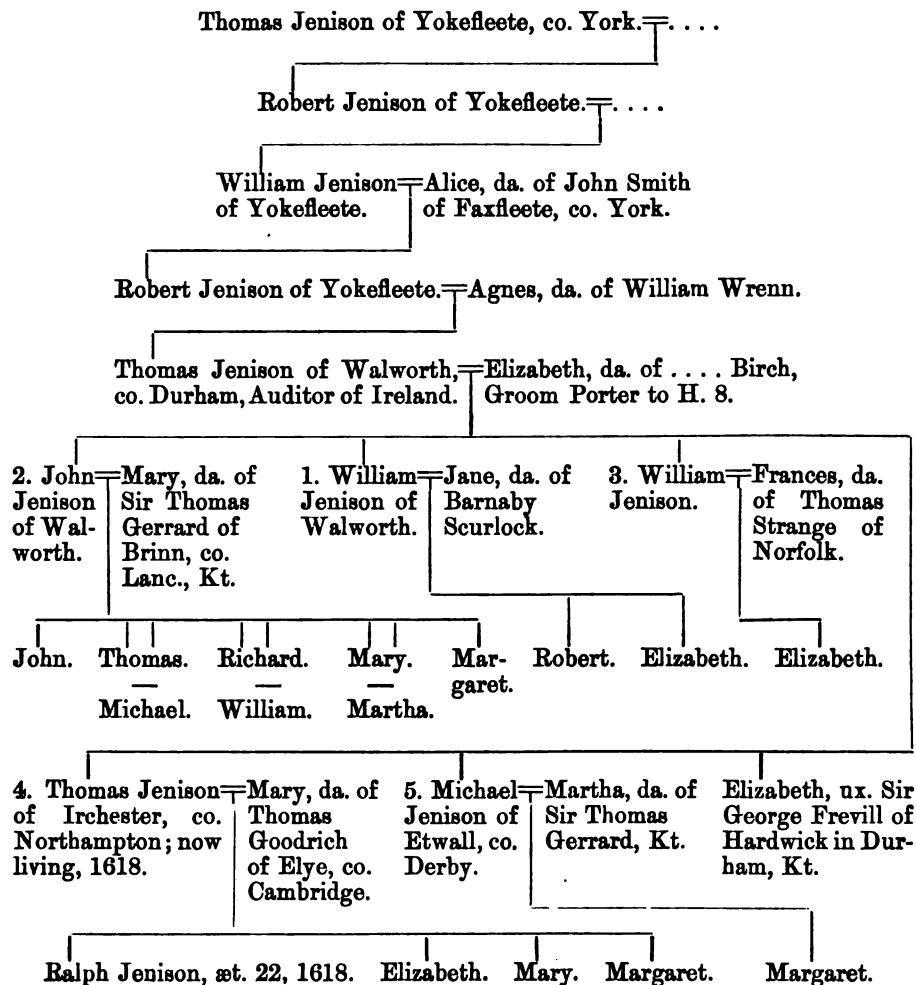 Thomas Jenison of Yokefleete, co. York.=. . . .
Robert Jenison of Yokefleete.=. . . .
William Jenison=Alice, da. of John Smith
of Yokefleete. of Faxfleete, co. York.
Robert Jenison of Yokefleete.=Agnes, da. of William Wrenn.
Thomas Jenison of Walworth,=Elizabeth, da. of . . . . Birch,
co. Durham, Auditor of Ireland. Groom Porter to H. 8.
2. John=Mary, da. of
Jenison Sir Thomas
of Wal- Gerrard of
worth. Brinn, co.
Lanc., Kt.
1. William=Jane, da. of
Jenison of Barnaby
Walworth. Scurlock.
3. William=Frances, da.
Jenison. of Thomas
Strange of
Norfolk.
John. Thomas. Richard. Mary. Mar-
garet. Robert. Elizabeth. Elizabeth.
Michael. William. Martha.
4. Thomas Jenison=Mary, da. of
of Irchester, co. Thomas
Northampton; now Goodrich
living, 1618. of Elye, co.
Cambridge.
5. Michael=Martha, da. of
Jenison of Sir Thomas
Etwall, co. Gerrard, Kt.
Derby.
Elizabeth, ux. Sir
George Frevill of
Hardwick in Dur-
ham, Kt.
Ralph Jenison, æt. 22, 1618. Elizabeth. Mary. Margaret. Margaret.